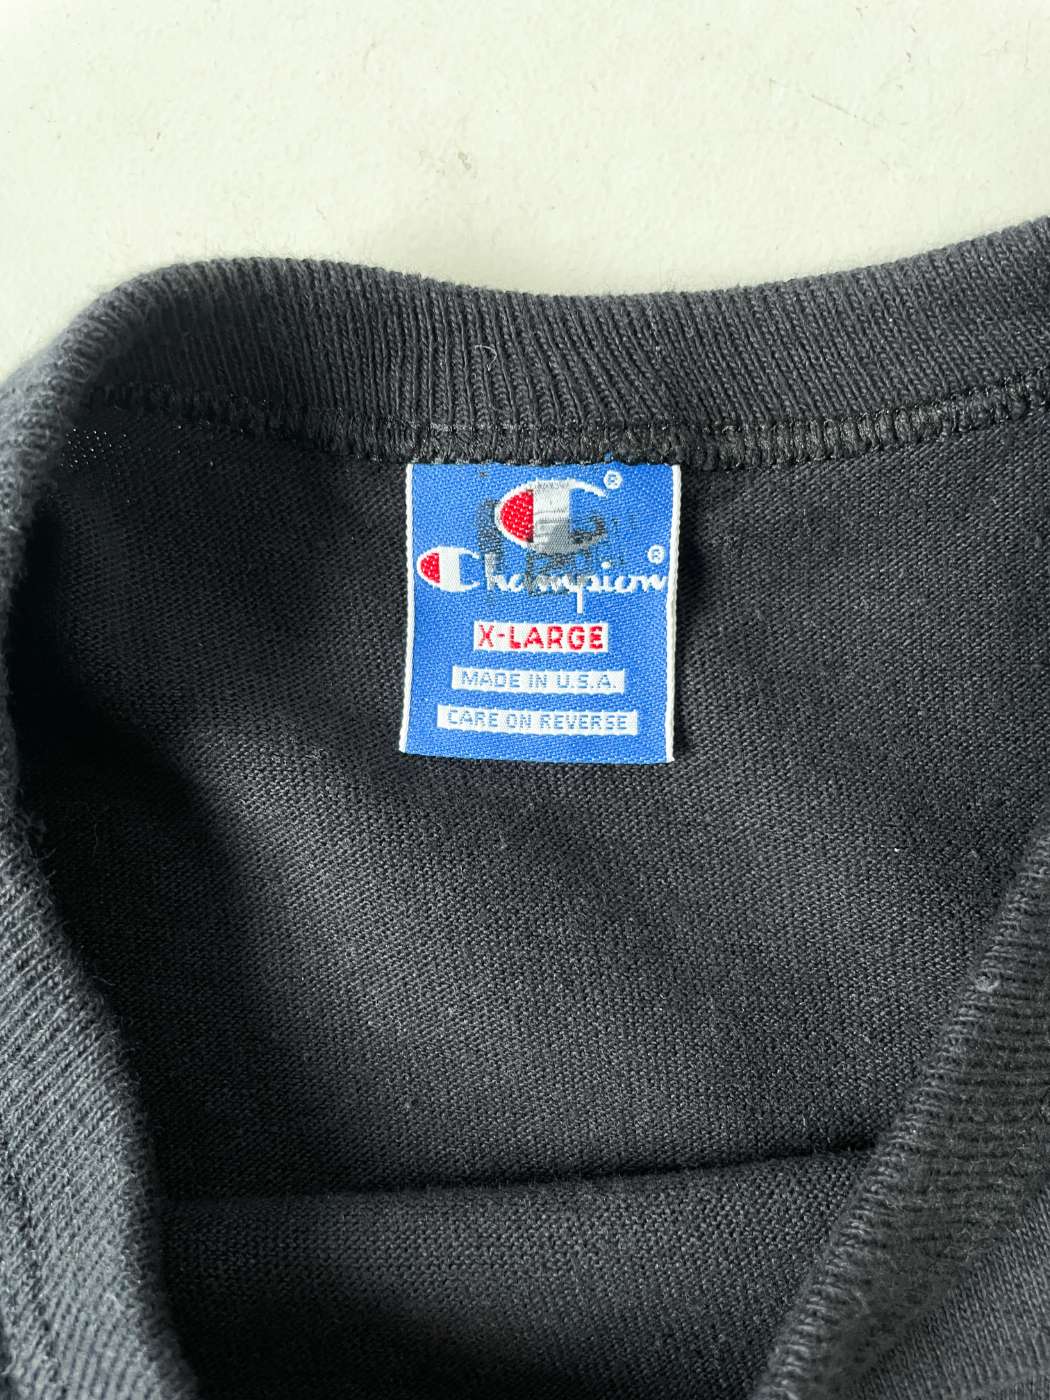 ®
Champion®
X-LARGE
MADE IN U.S.A.
CARE ON REVERSE